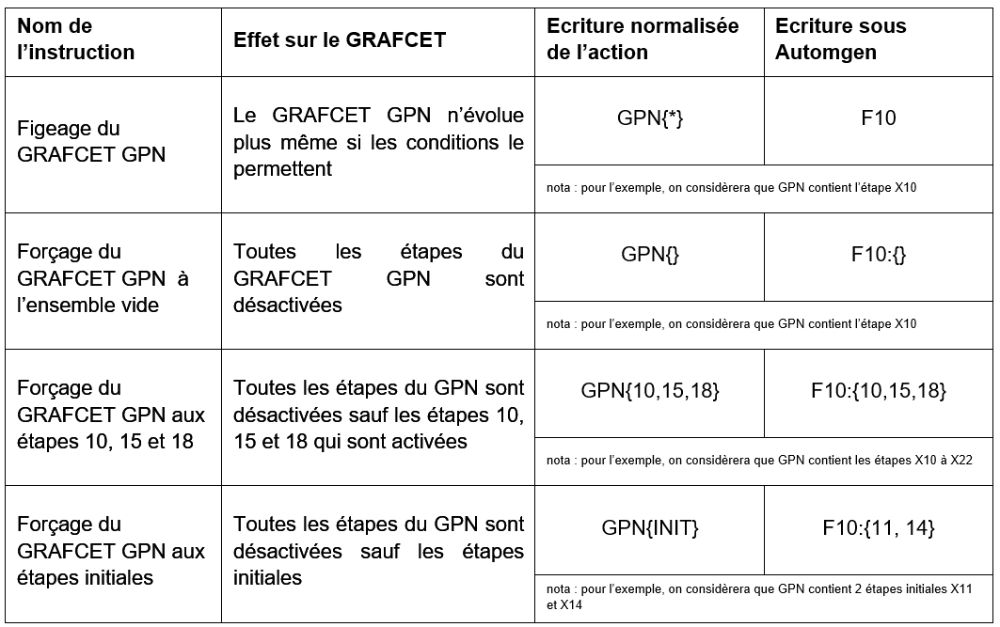 Nom de
l'instruction
Effet sur le GRAFCET
Ecriture normalisée
de l'action
Ecriture sous
Automgen
Figeage du
GRAFCET GPN
Le GRAFCET GPN n'évolue
plus même si les conditions le
permettent
GPN{*}
F10
nota : pour l'exemple, on considèrera que GPN contient l'étape X10
Forçage du
GRAFCET GPN à
l'ensemble vide
Toutes les étapes du
GRAFCET GPN sont
désactivées
GPN{}
F10:{}
nota : pour l'exemple, on considèrera que GPN contient l'étape X10
Forçage du
GRAFCET GPN aux
étapes 10, 15 et 18
Toutes les étapes du GPN sont
désactivées sauf les étapes 10,
15 et 18 qui sont activées
GPN{10,15,18}
F10:{10,15,18}
nota : pour l'exemple, on considèrera que GPN contient les étapes X10 à X22
Forçage du
GRAFCET GPN aux
étapes initiales
Toutes les étapes du GPN sont
désactivées sauf les étapes
initiales
GPN{INIT}
F10:{11, 14}
nota : pour l'exemple, on considèrera que GPN contient 2 étapes initiales X11
et X14